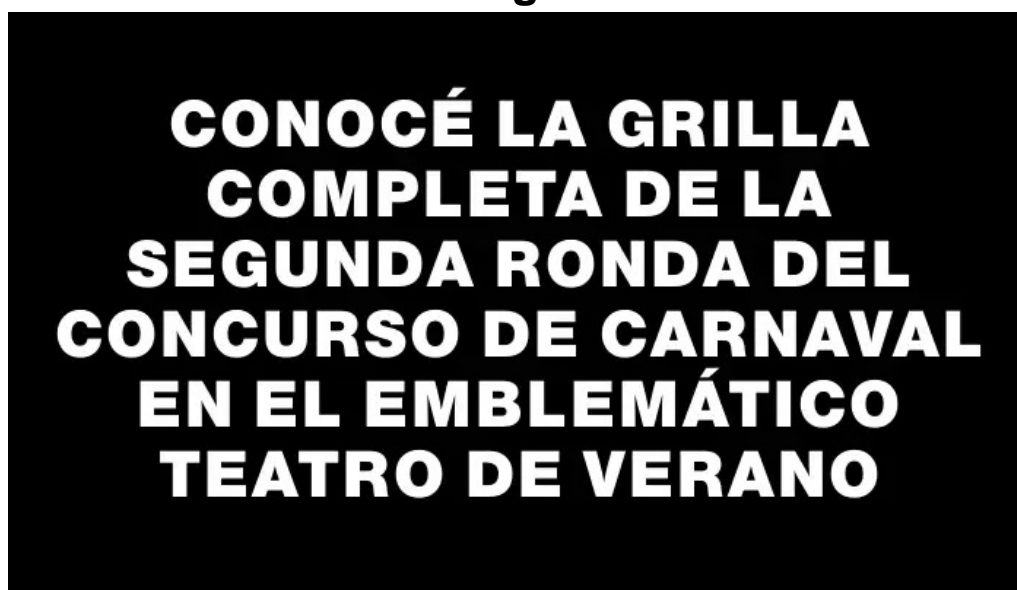 CONOCÉ LA GRILLA
COMPLETA DE LA
SEGUNDA RONDA DEL
CONCURSO DE CARNAVAL
EN EL EMBLEMÁTICO
TEATRO DE VERANO